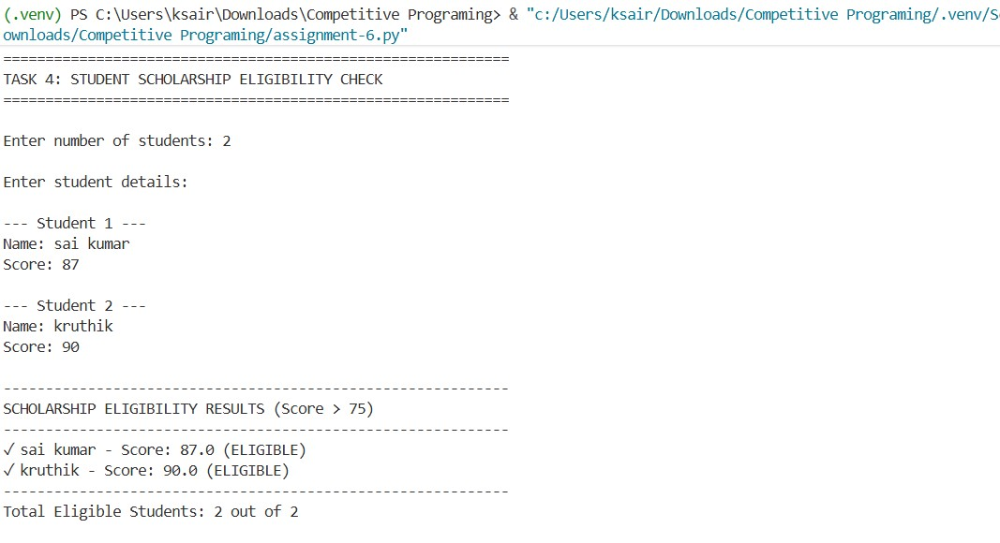 (.venv) PS C:\Users\ksair\Downloads\Competitive Programing> & "c:/Users/ksair/Downloads/Competitive Programing/.venv/S
ownloads/Competitive Programing/assignment-6.py"
============================================================
TASK 4: STUDENT SCHOLARSHIP ELIGIBILITY CHECK
============================================================
Enter number of students: 2
Enter student details:
--- Student 1 ---
Name: sai kumar
Score: 87
--- Student 2 ---
Name: kruthik
Score: 90
------------------------------------------------------------
SCHOLARSHIP ELIGIBILITY RESULTS (Score > 75)
------------------------------------------------------------
✓ sai kumar - Score: 87.0 (ELIGIBLE)
✓ kruthik - Score: 90.0 (ELIGIBLE)
------------------------------------------------------------
Total Eligible Students: 2 out of 2